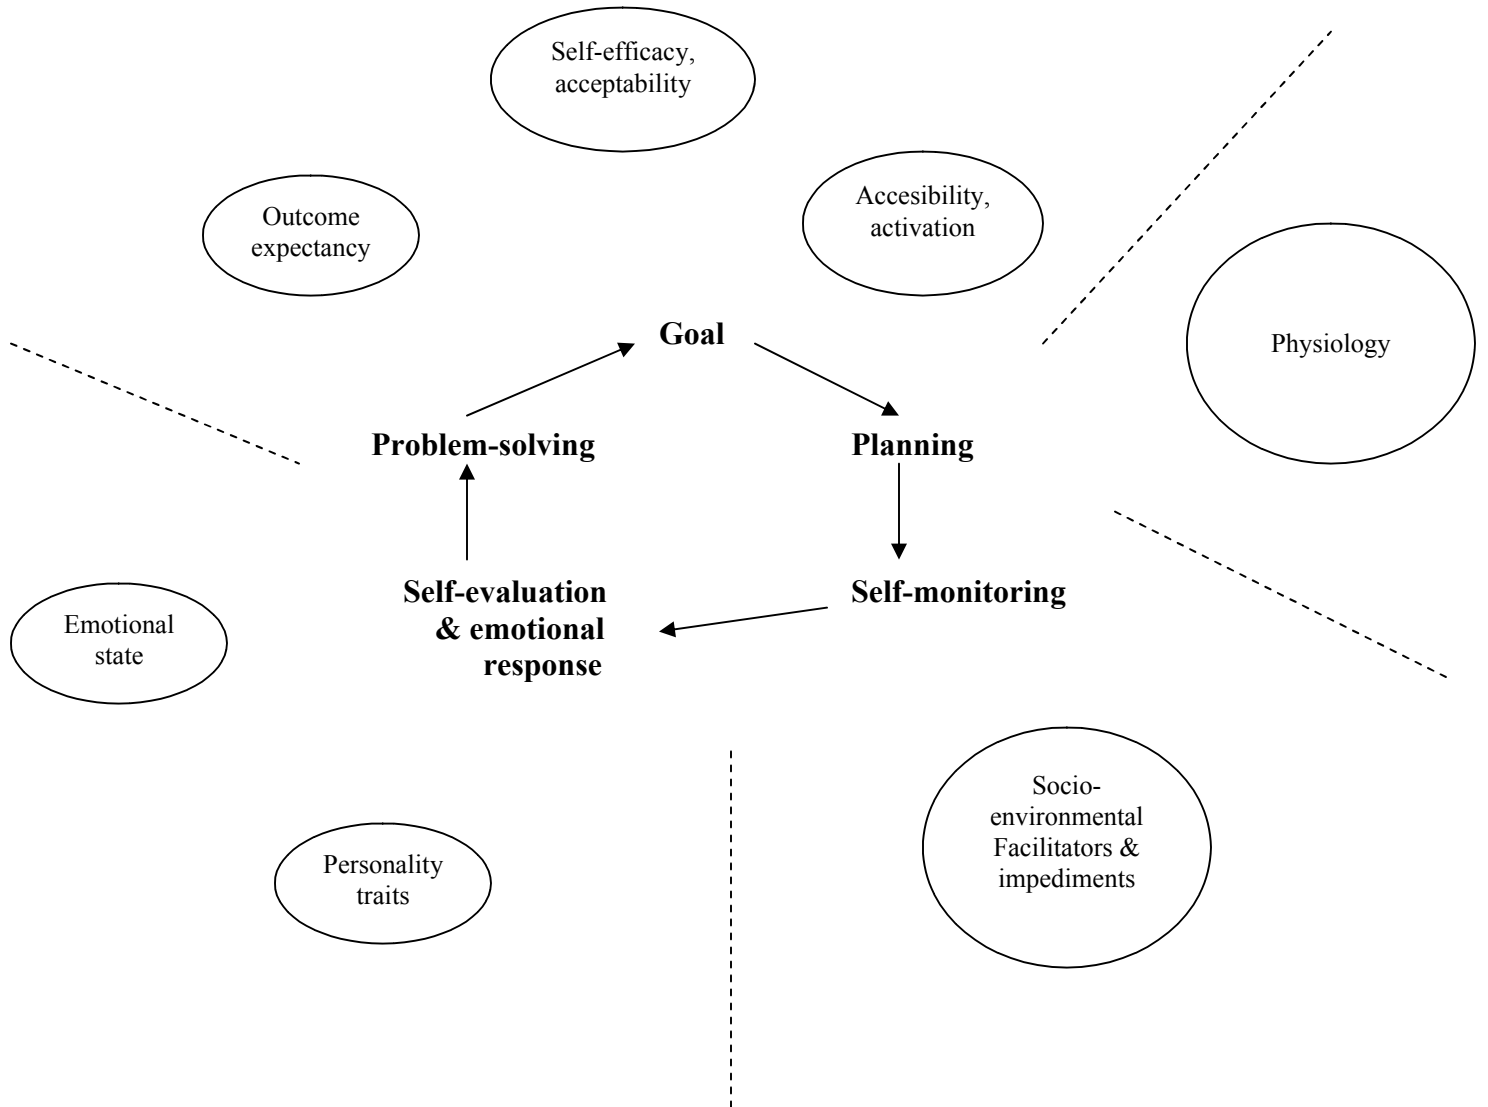 Self-efficacy,
acceptability
Accesibility,
activation
Outcome
expectancy
Physiology
Goal
Problem-solving
Planning
Self-evaluation
& emotional
response
Self-monitoring
Emotional
state
Socio-
environmental
Facilitators &
impediments
Personality
traits